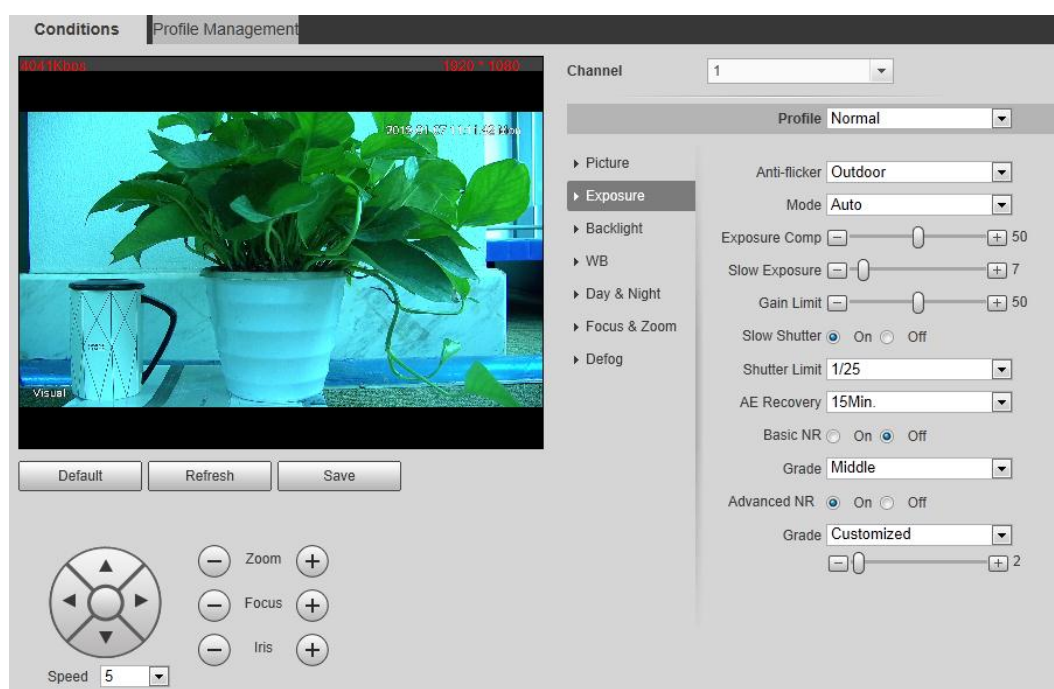 Conditions
Profile Management
4041Kbps
1920 * 1080
Visual
Default
Refresh
Save
Zoom
Focus
Iris
Speed 5
Channel 1
Profile Normal
Picture
Exposure
Backlight
WB
Day & Night
Focus & Zoom
Defog
Anti-flicker Outdoor
Mode Auto
Exposure Comp 50
Slow Exposure 7
Gain Limit 50
Slow Shutter On Off
Shutter Limit 1/25
AE Recovery 15Min.
Basic NR On Off
Grade Middle
Advanced NR On Off
Grade Customized
2